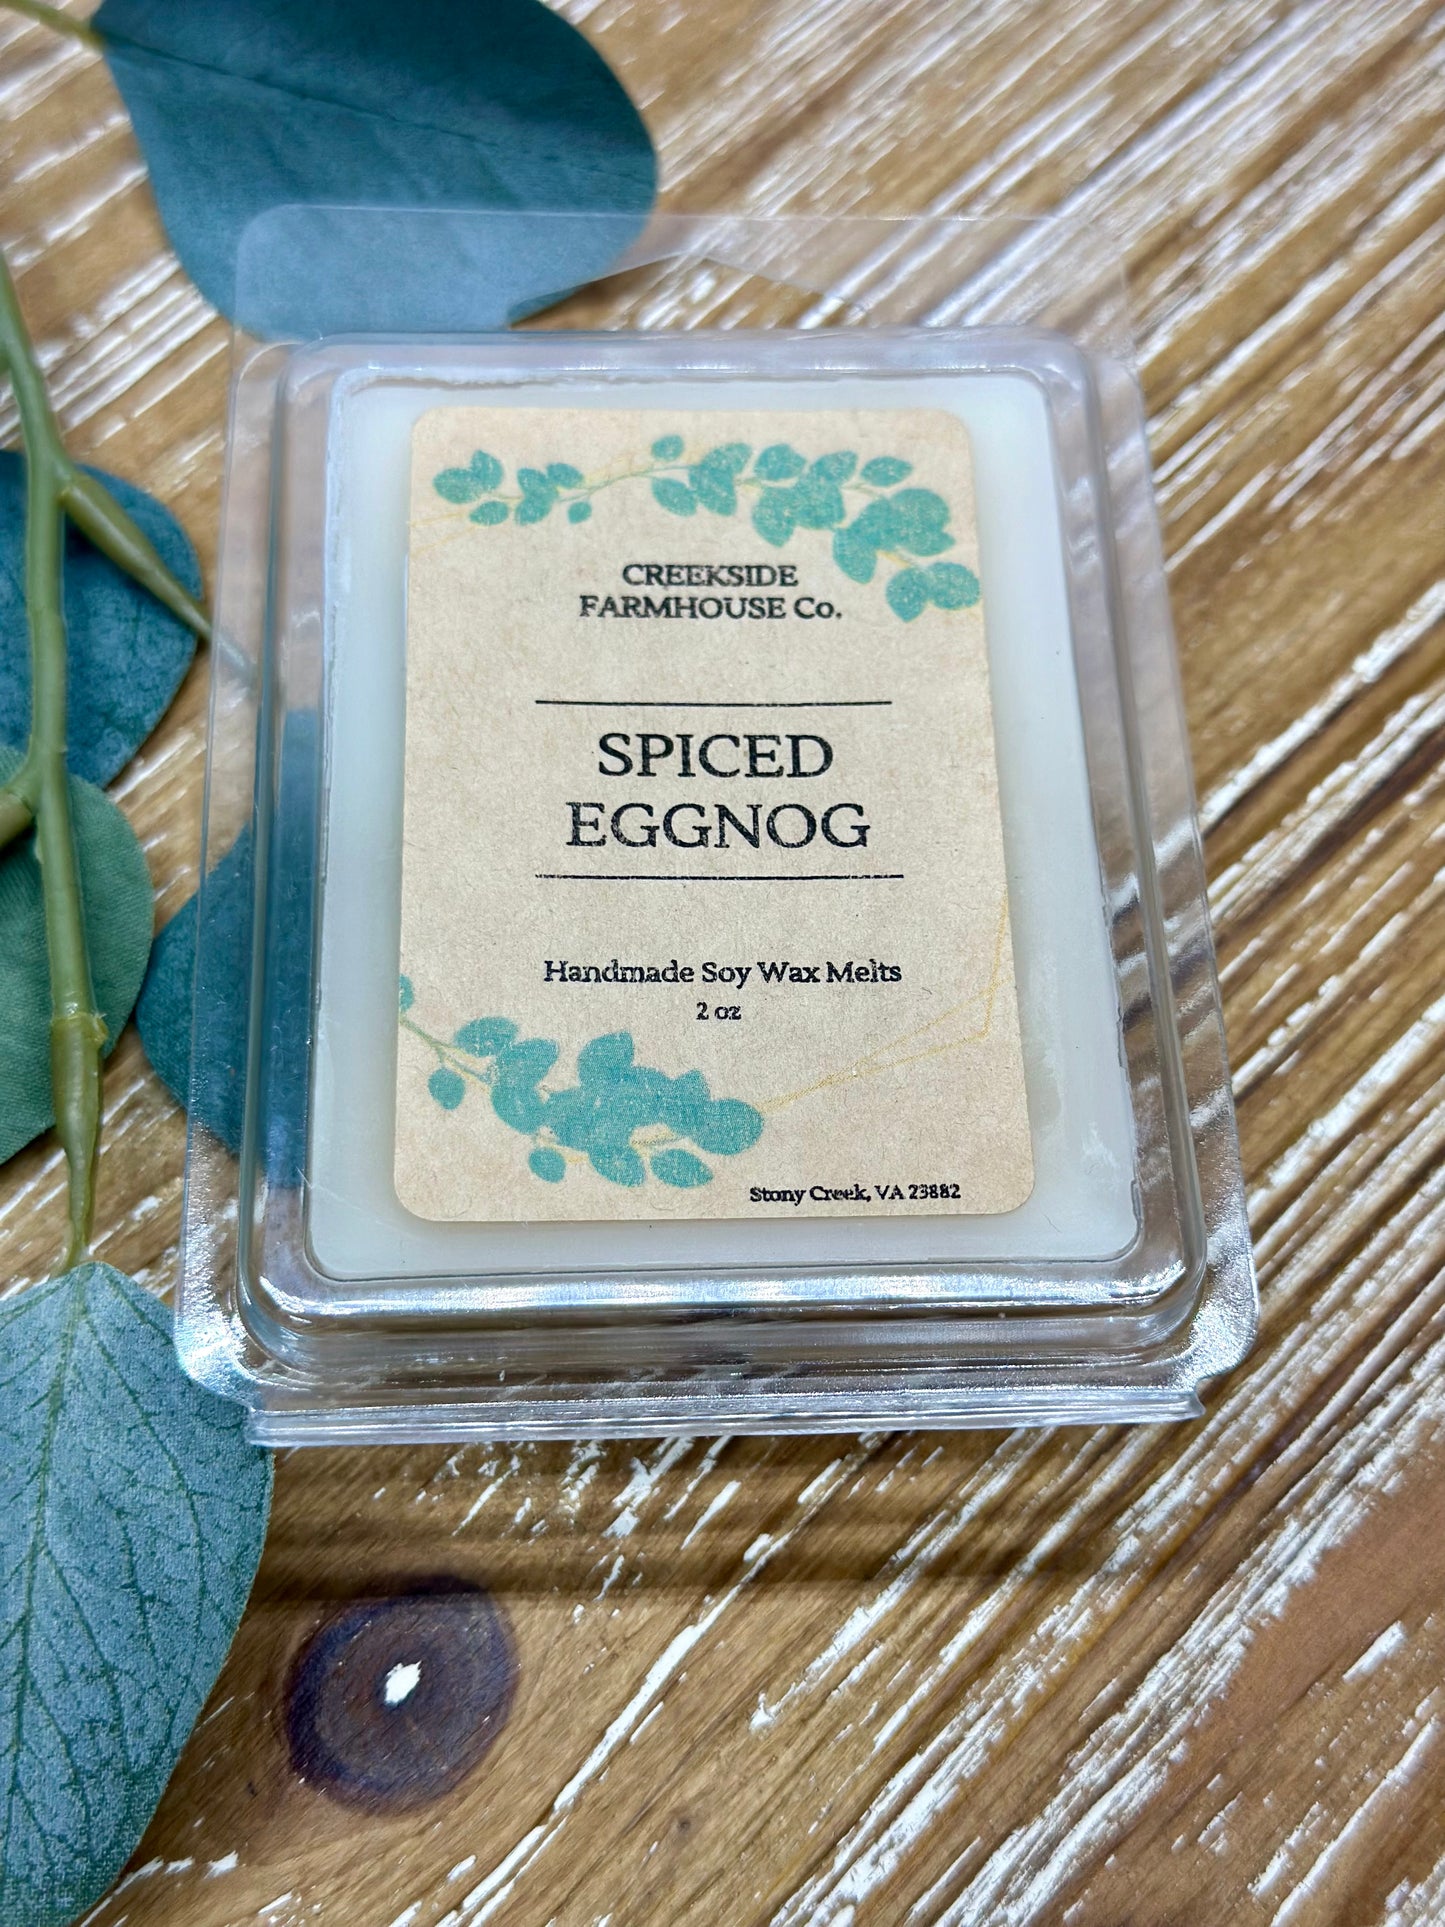 CREEKSIDE
FARMHOUSE Co.
SPICED
EGGNOG
Handmade Soy Wax Melts
2 oz
Stony Creek, VA 23882